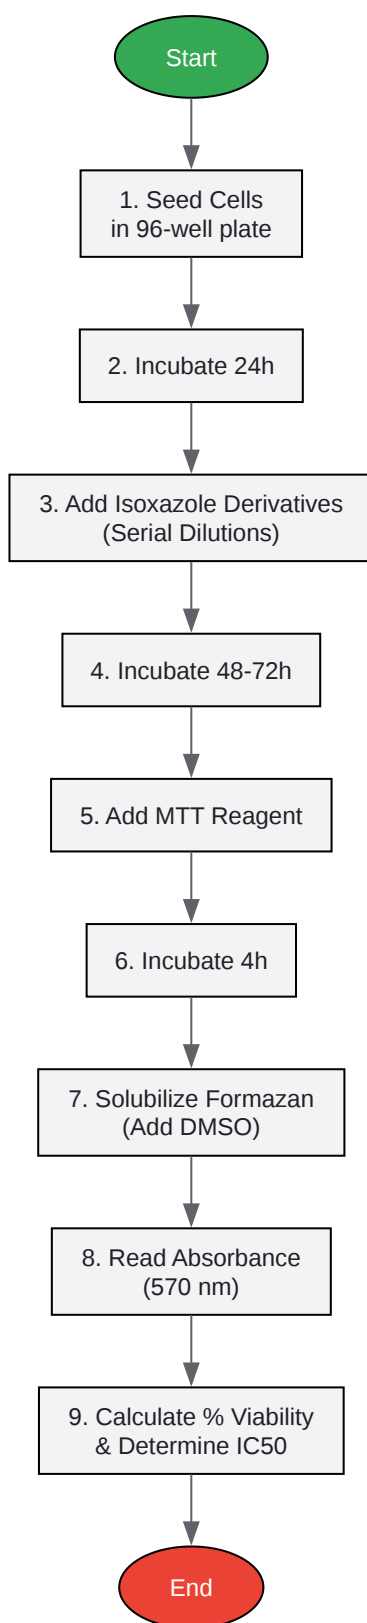 Start
1. Seed Cells
in 96-well plate
2. Incubate 24h
3. Add Isoxazole Derivatives
(Serial Dilutions)
4. Incubate 48-72h
5. Add MTT Reagent
6. Incubate 4h
7. Solubilize Formazan
(Add DMSO)
8. Read Absorbance
(570 nm)
9. Calculate % Viability
& Determine IC50
End